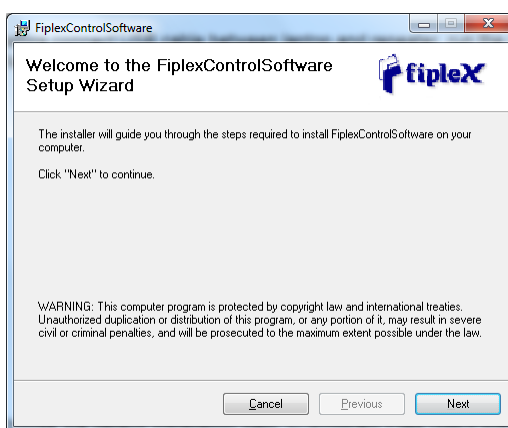 FiplexControlSoftware
Welcome to the FiplexControlSoftware
Setup Wizard
fipleX
The installer will guide you through the steps required to install FiplexControlSoftware on your
computer.
Click "Next" to continue.
WARNING: This computer program is protected by copyright law and international treaties.
Unauthorized duplication or distribution of this program, or any portion of it, may result in severe
civil or criminal penalties, and will be prosecuted to the maximum extent possible under the law.
Cancel
Previous
Next